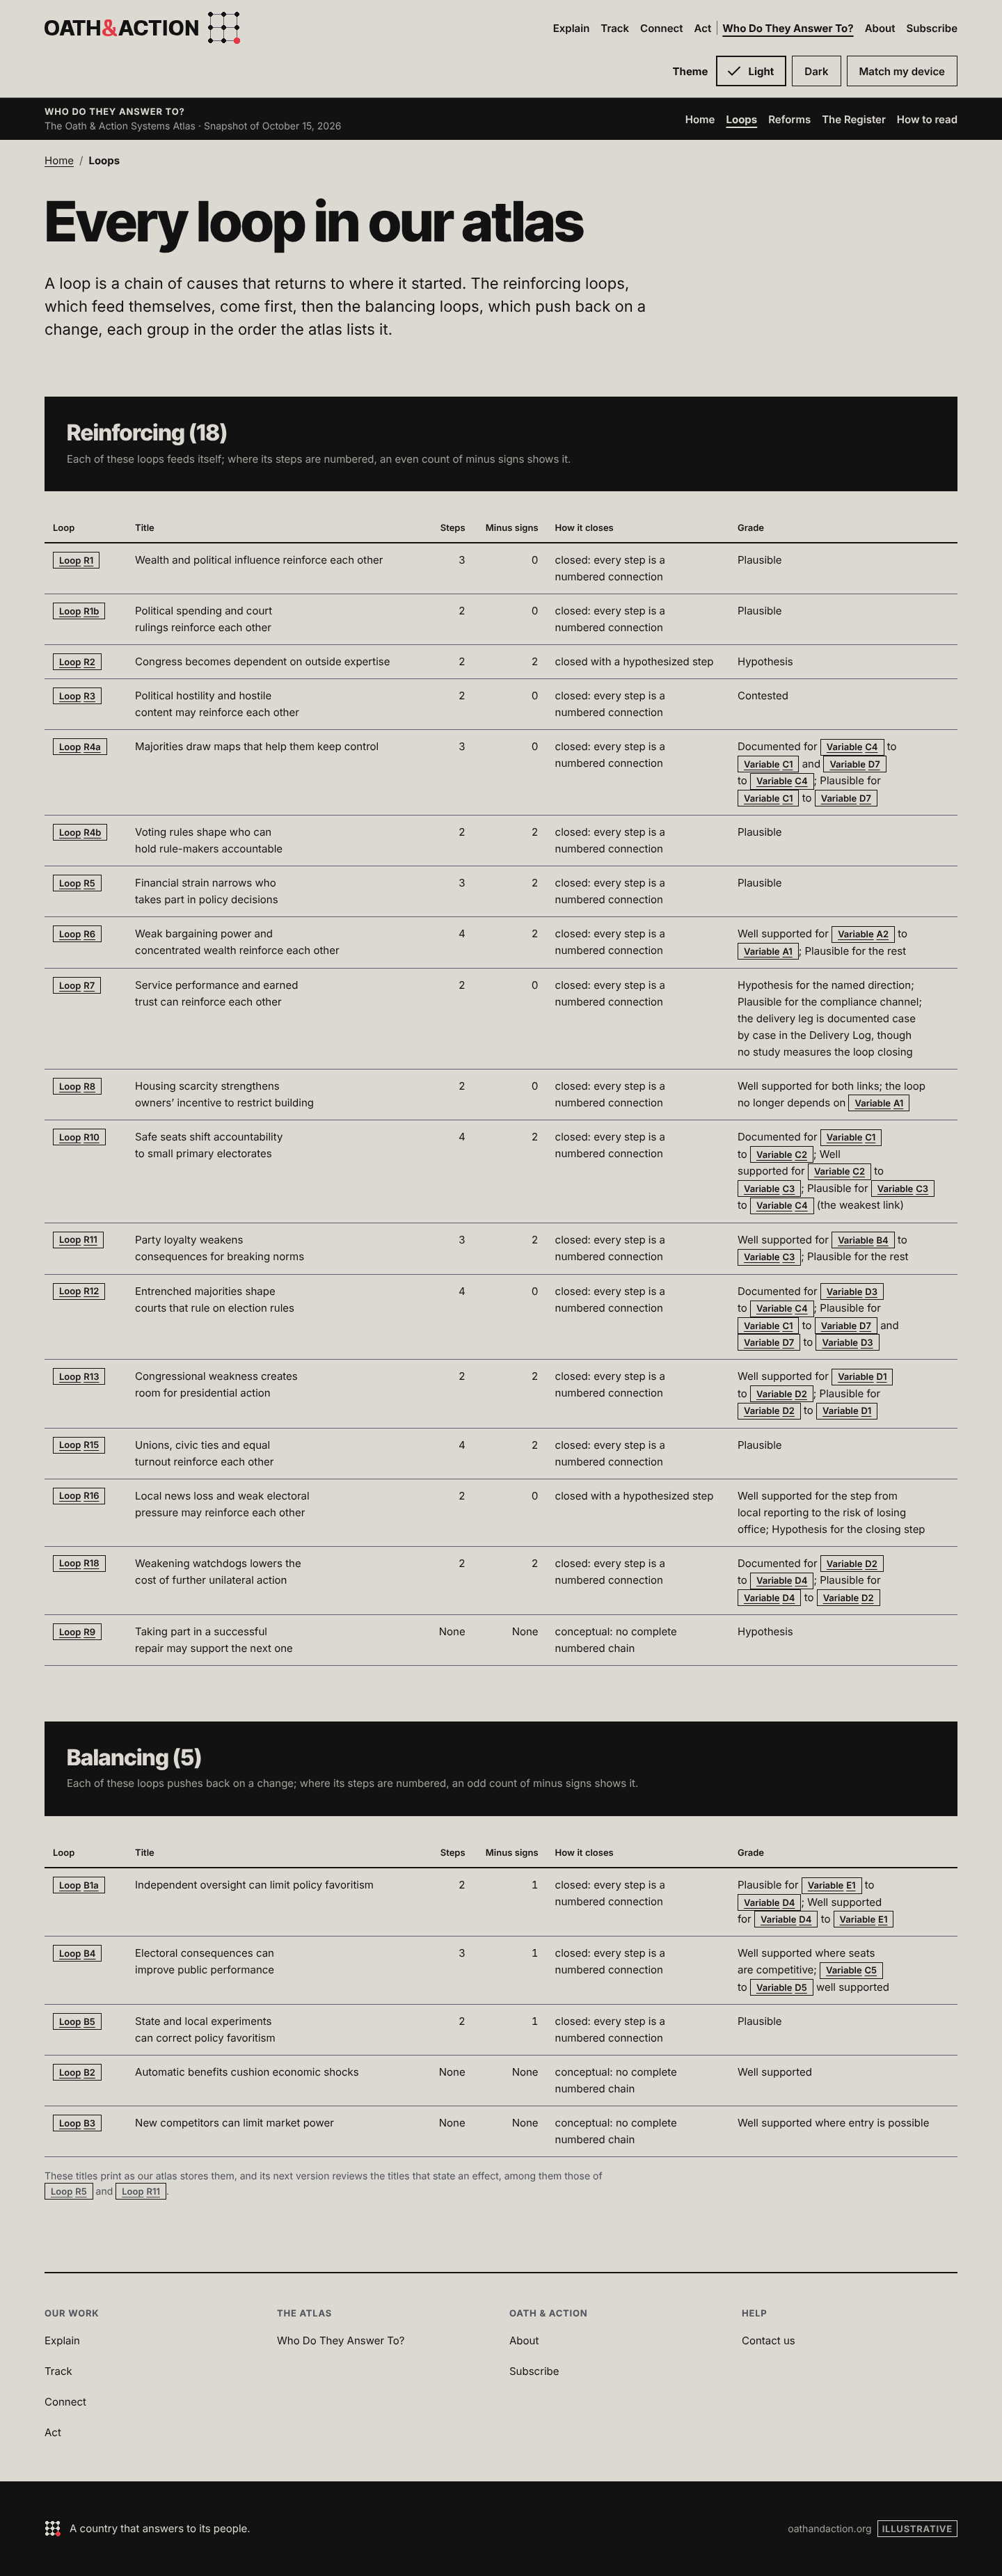 OATH&ACTION
Explain Track Connect Act Who Do They Answer To? About Subscribe
Theme Light Dark Match my device
WHO DO THEY ANSWER TO?
The Oath & Action Systems Atlas · Snapshot of October 15, 2026
Home Loops Reforms The Register How to read
Home / Loops
Every loop in our atlas
A loop is a chain of causes that returns to where it started. The reinforcing loops,
which feed themselves, come first, then the balancing loops, which push back on a
change, each group in the order the atlas lists it.
Reinforcing (18)
Each of these loops feeds itself; where its steps are numbered, an even count of minus signs shows it.
Loop Title Steps Minus signs How it closes Grade
Loop R1 Wealth and political influence reinforce each other 3 0 closed: every step is a Plausible
numbered connection
Loop R1b Political spending and court 2 0 closed: every step is a Plausible
rulings reinforce each other numbered connection
Loop R2 Congress becomes dependent on outside expertise 2 2 closed with a hypothesized step Hypothesis
Loop R3 Political hostility and hostile 2 0 closed: every step is a Contested
content may reinforce each other numbered connection
Loop R4a Majorities draw maps that help them keep control 3 0 closed: every step is a Documented for Variable C4 to
numbered connection Variable C1 and Variable D7
to Variable C4; Plausible for
Variable C1 to Variable D7
Loop R4b Voting rules shape who can 2 2 closed: every step is a Plausible
hold rule-makers accountable numbered connection
Loop R5 Financial strain narrows who 3 2 closed: every step is a Plausible
takes part in policy decisions numbered connection
Loop R6 Weak bargaining power and 4 2 closed: every step is a Well supported for Variable A2 to
concentrated wealth reinforce each other numbered connection Variable A1; Plausible for the rest
Loop R7 Service performance and earned 2 0 closed: every step is a Hypothesis for the named direction;
trust can reinforce each other numbered connection Plausible for the compliance channel;
the delivery leg is documented case
by case in the Delivery Log, though
no study measures the loop closing
Loop R8 Housing scarcity strengthens 2 0 closed: every step is a Well supported for both links; the loop
owners’ incentive to restrict building numbered connection no longer depends on Variable A1
Loop R10 Safe seats shift accountability 4 2 closed: every step is a Documented for Variable C1
to small primary electorates numbered connection to Variable C2; Well
supported for Variable C2 to
Variable C3; Plausible for Variable C3
to Variable C4 (the weakest link)
Loop R11 Party loyalty weakens 3 2 closed: every step is a Well supported for Variable B4 to
consequences for breaking norms numbered connection Variable C3; Plausible for the rest
Loop R12 Entrenched majorities shape 4 0 closed: every step is a Documented for Variable D3
courts that rule on election rules numbered connection to Variable C4; Plausible for
Variable C1 to Variable D7 and
Variable D7 to Variable D3
Loop R13 Congressional weakness creates 2 2 closed: every step is a Well supported for Variable D1
room for presidential action numbered connection to Variable D2; Plausible for
Variable D2 to Variable D1
Loop R15 Unions, civic ties and equal 4 2 closed: every step is a Plausible
turnout reinforce each other numbered connection
Loop R16 Local news loss and weak electoral 2 0 closed with a hypothesized step Well supported for the step from
pressure may reinforce each other local reporting to the risk of losing
office; Hypothesis for the closing step
Loop R18 Weakening watchdogs lowers the 2 2 closed: every step is a Documented for Variable D2
cost of further unilateral action numbered connection to Variable D4; Plausible for
Variable D4 to Variable D2
Loop R9 Taking part in a successful None None conceptual: no complete Hypothesis
repair may support the next one numbered chain
Balancing (5)
Each of these loops pushes back on a change; where its steps are numbered, an odd count of minus signs shows it.
Loop Title Steps Minus signs How it closes Grade
Loop B1a Independent oversight can limit policy favoritism 2 1 closed: every step is a Plausible for Variable E1 to
numbered connection Variable D4; Well supported
for Variable D4 to Variable E1
Loop B4 Electoral consequences can 3 1 closed: every step is a Well supported where seats
improve public performance numbered connection are competitive; Variable C5
to Variable D5 well supported
Loop B5 State and local experiments 2 1 closed: every step is a Plausible
can correct policy favoritism numbered connection
Loop B2 Automatic benefits cushion economic shocks None None conceptual: no complete Well supported
numbered chain
Loop B3 New competitors can limit market power None None conceptual: no complete Well supported where entry is possible
numbered chain
These titles print as our atlas stores them, and its next version reviews the titles that state an effect, among them those of
Loop R5 and Loop R11.
OUR WORK THE ATLAS OATH & ACTION HELP
Explain Who Do They Answer To? About Contact us
Track Subscribe
Connect
Act
A country that answers to its people. oathandaction.org ILLUSTRATIVE